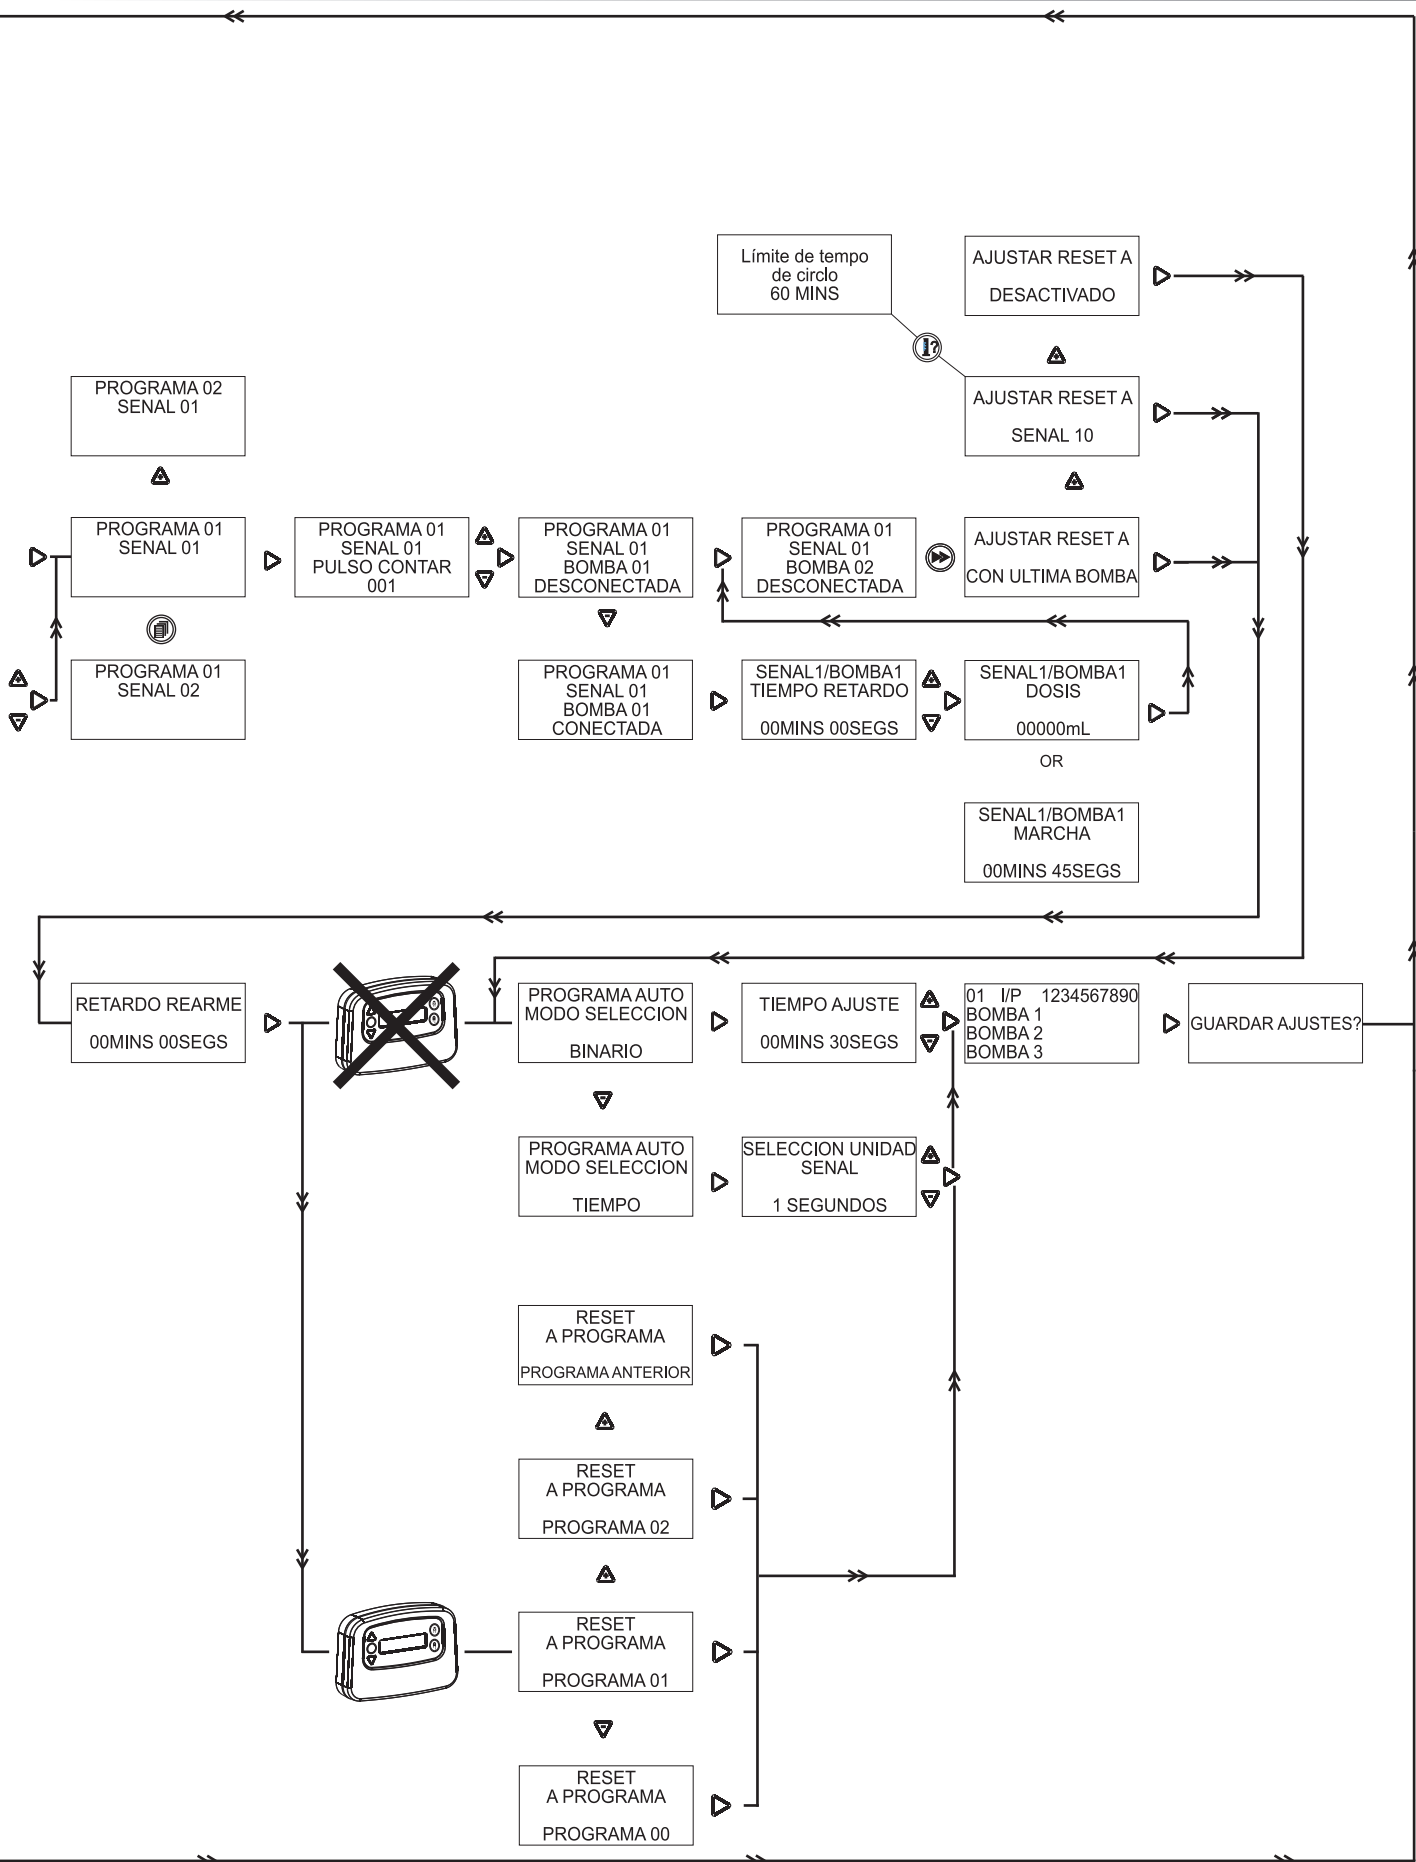 Límite de tempo
de circlo
60 MINS
AJUSTAR RESET A
DESACTIVADO
AJUSTAR RESET A
SENAL 10
PROGRAMA 02
SENAL 01
PROGRAMA 01
SENAL 01
PROGRAMA 01
SENAL 01
PULSO CONTAR
001
PROGRAMA 01
SENAL 01
BOMBA 01
DESCONECTADA
PROGRAMA 01
SENAL 01
BOMBA 02
DESCONECTADA
AJUSTAR RESET A
CON ULTIMA BOMBA
PROGRAMA 01
SENAL 02
PROGRAMA 01
SENAL 01
BOMBA 01
CONECTADA
SENAL1/BOMBA1
TIEMPO RETARDO
00MINS 00SEGS
SENAL1/BOMBA1
DOSIS
00000mL
OR
SENAL1/BOMBA1
MARCHA
00MINS 45SEGS
RETARDO REARME
00MINS 00SEGS
PROGRAMA AUTO
MODO SELECCION
BINARIO
TIEMPO AJUSTE
00MINS 30SEGS
01 I/P 1234567890
BOMBA 1
BOMBA 2
BOMBA 3
GUARDAR AJUSTES?
PROGRAMA AUTO
MODO SELECCION
TIEMPO
SELECCION UNIDAD
SENAL
1 SEGUNDOS
RESET
A PROGRAMA
PROGRAMA ANTERIOR
RESET
A PROGRAMA
PROGRAMA 02
RESET
A PROGRAMA
PROGRAMA 01
RESET
A PROGRAMA
PROGRAMA 00